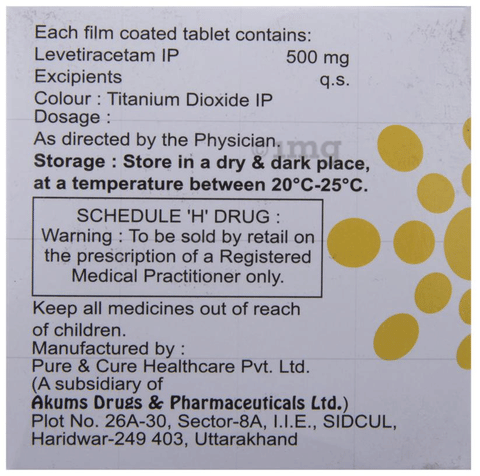 Each film coated tablet contains:
Levetiracetam IP 500 mg
Excipients q.s.
Colour : Titanium Dioxide IP
Dosage :
As directed by the Physician.
1mg
Storage : Store in a dry & dark place,
at a temperature between 20°C-25°C.
SCHEDULE 'H' DRUG :
Warning : To be sold by retail on
the prescription of a Registered
Medical Practitioner only.
Keep all medicines out of reach
of children.
Manufactured by :
Pure & Cure Healthcare Pvt. Ltd.
(A subsidiary of
Akums Drugs & Pharmaceuticals Ltd.)
Plot No. 26A-30, Sector-8A, I.I.E., SIDCUL,
Haridwar-249 403, Uttarakhand